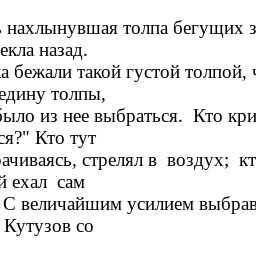 ь нахлынувшая толпа бегущих з
екла назад.
а бежали такой густой толпой, ч
едину толпы,
было из нее выбраться.  Кто кри
ся?" Кто тут
ачиваясь, стрелял в  воздух;  кт
й ехал  сам
С величайшим усилием выбрав
Кутузов со